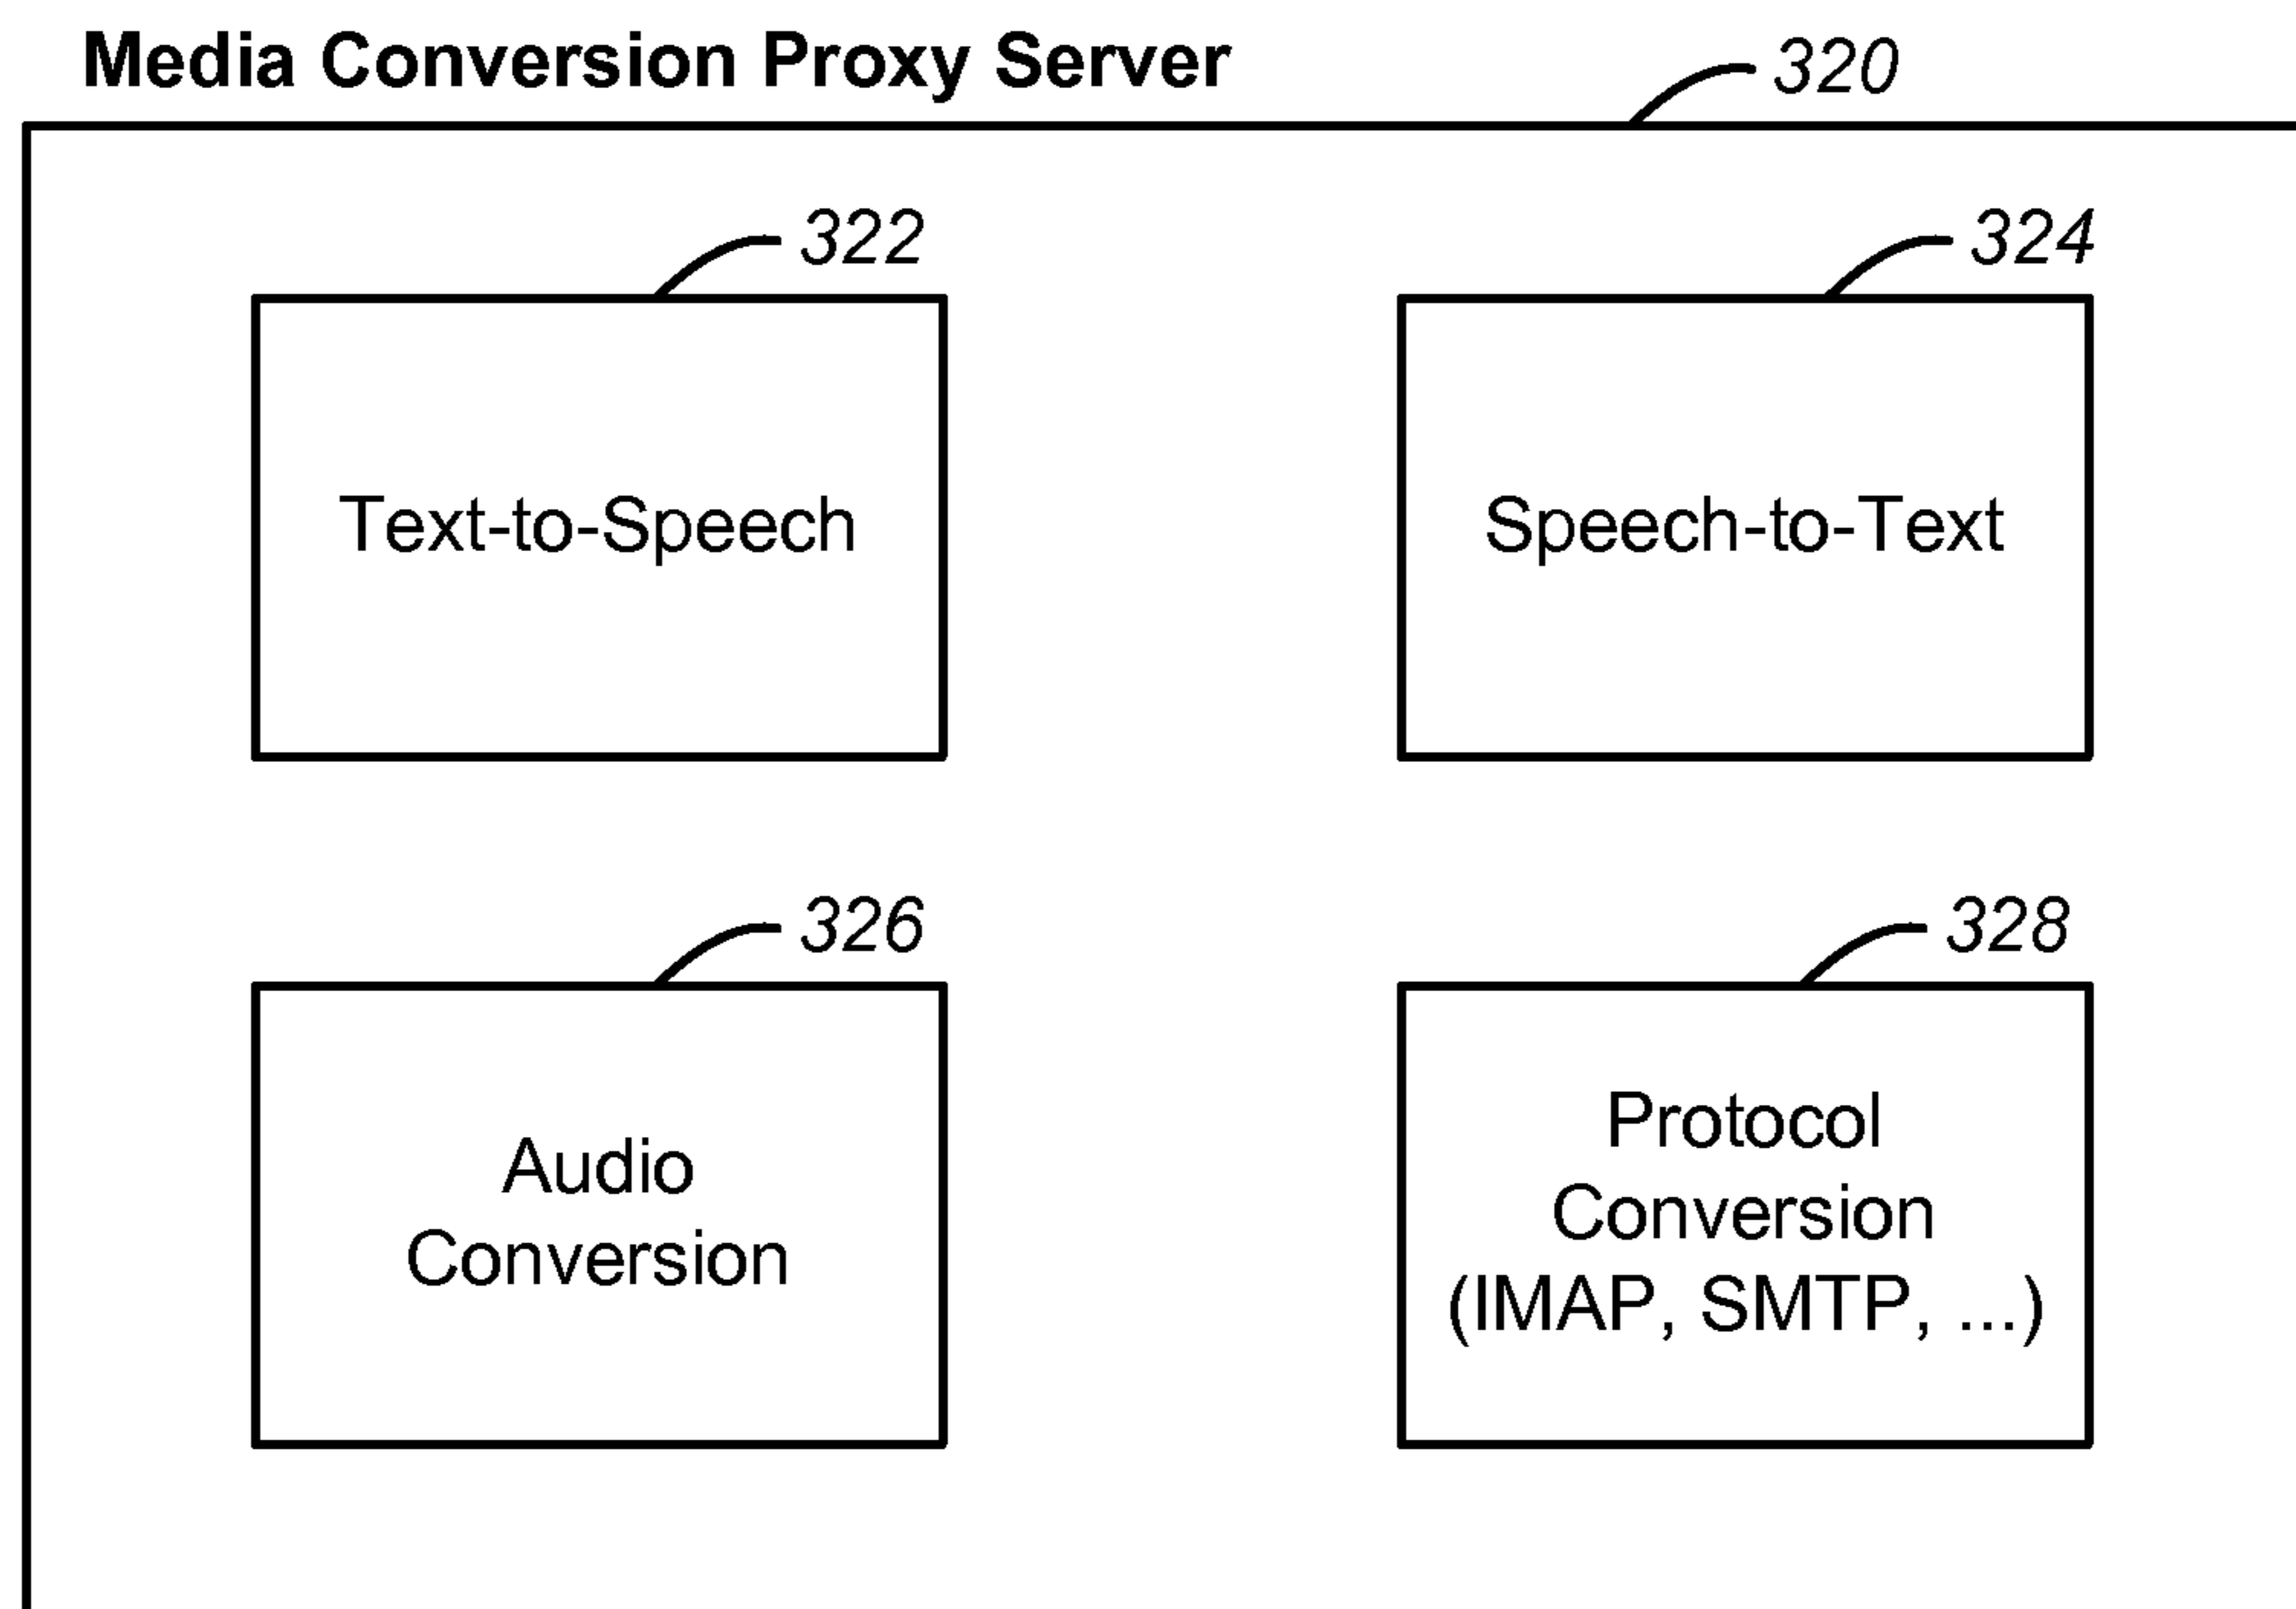 Media Conversion Proxy Server
320
322
324
Text-to-Speech
Speech-to-Text
326
328
Audio
Conversion
Protocol
Conversion
(IMAP, SMTP, ...)